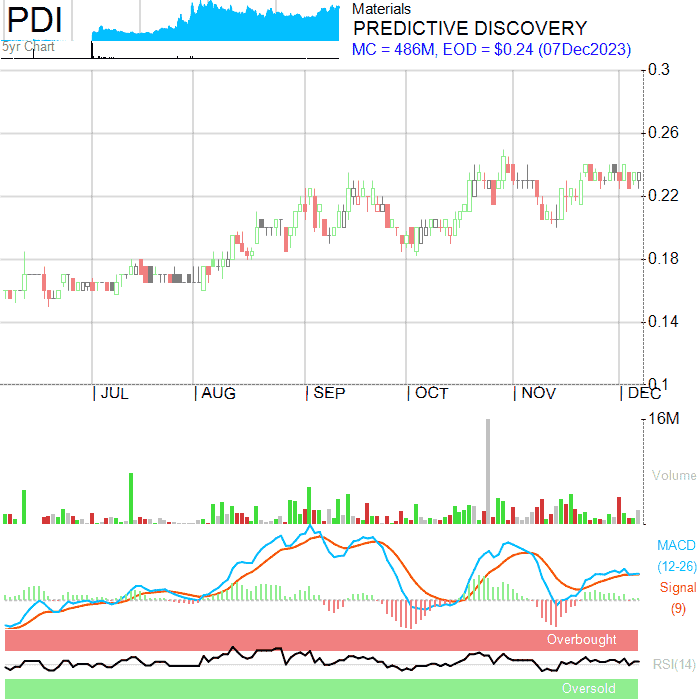 PDI
5yr Chart
Materials
PREDICTIVE DISCOVERY
MC = 486M, EOD = $0.24 (07Dec2023)
0.3
0.26
0.22
0.18
0.14
0.1
JUL
AUG
SEP
OCT
NOV
DEC
16M
Volume
MACD
(12-26)
Signal
(9)
Overbought
RSI(14)
Oversold